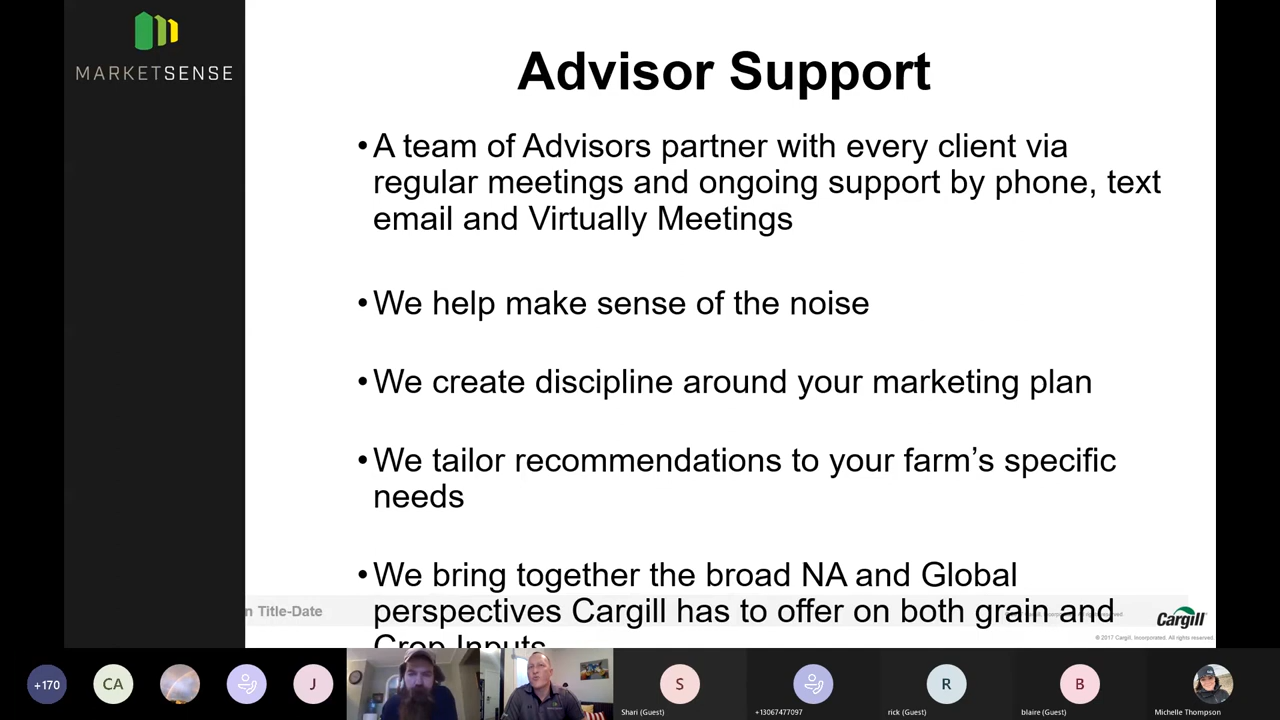 MARKETSENSE
Advisor Support
•A team of Advisors partner with every client via
regular meetings and ongoing support by phone, text
email and Virtually Meetings
•We help make sense of the noise
•We create discipline around your marketing plan
•We tailor recommendations to your farm’s specific
needs
•We bring together the broad NA and Global
perspectives Cargill has to offer on both grain and
Crop Inputs
n Title-Date
Cargill
© 2017 Cargill, Incorporated. All rights reserved.
+170
CA
J
S
R
B
Shari (Guest)
+13067477097
rick (Guest)
blaire (Guest)
Michelle Thompson